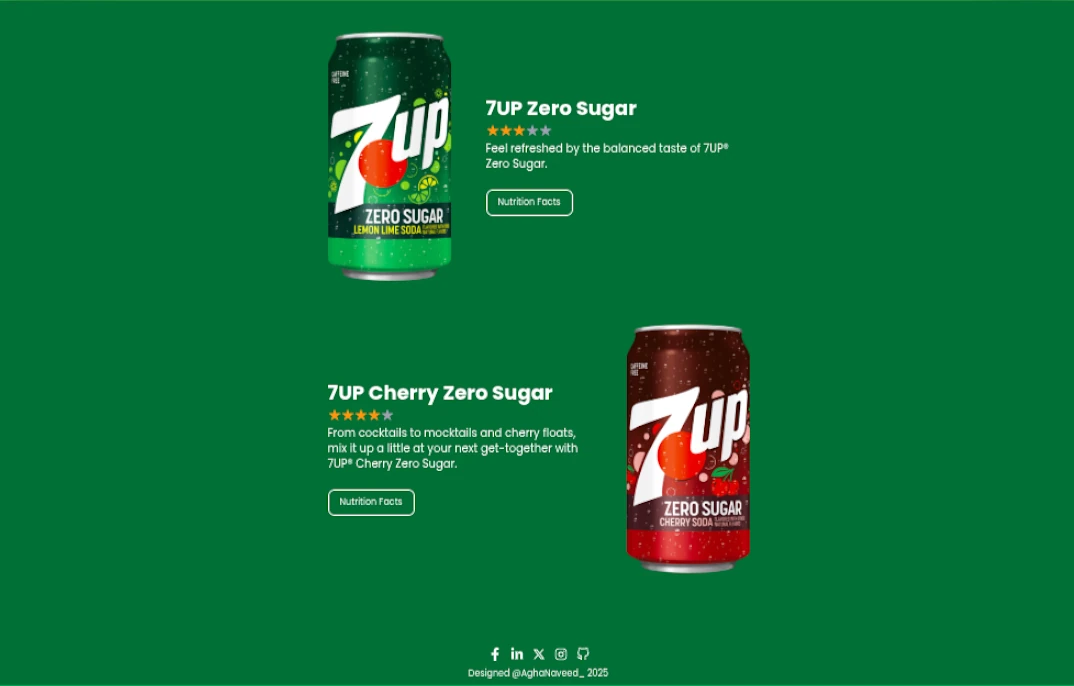 CAFFEINE
FREE
7up
ZERO SUGAR
LEMON LIME SODA
7UP Zero Sugar
Feel refreshed by the balanced taste of 7UP®
Zero Sugar.
Nutrition Facts
7UP Cherry Zero Sugar
From cocktails to mocktails and cherry floats,
mix it up a little at your next get-together with
7UP® Cherry Zero Sugar.
Nutrition Facts
CAFFEINE
FREE
7up
ZERO SUGAR
CHERRY SODA
Designed @AghaNaveed_ 2025